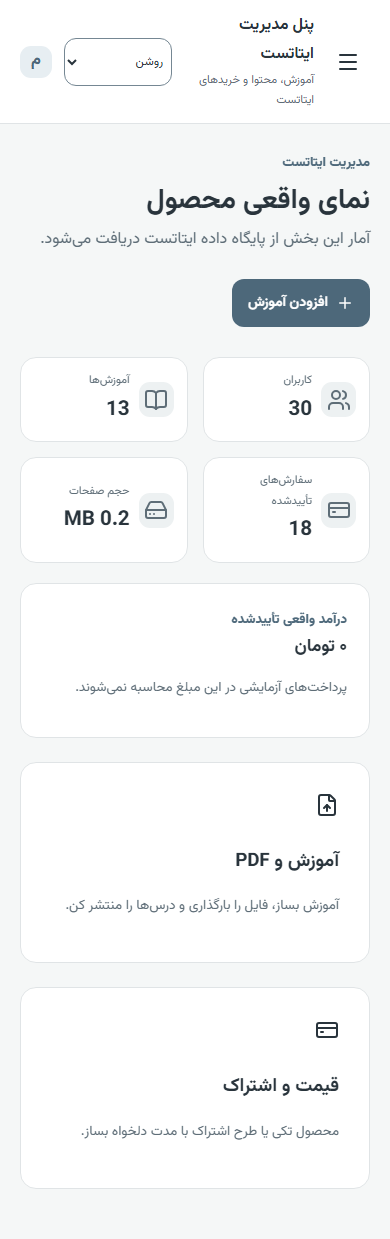 پنل مدیریت
ایتاتست
آموزش، محتوا و خریدهای
ایتاتست
روشن
م
مدیریت ایتاتست
نمای واقعی محصول
آمار این بخش از پایگاه داده ایتاتست دریافت می‌شود.
افزودن آموزش
کاربران
30
آموزش‌ها
13
سفارش‌های
تأییدشده
18
حجم صفحات
0.2 MB
درآمد واقعی تأییدشده
۰ تومان
پرداخت‌های آزمایشی در این مبلغ محاسبه نمی‌شوند.
آموزش و PDF
آموزش بساز، فایل را بارگذاری و درس‌ها را منتشر کن.
قیمت و اشتراک
محصول تکی یا طرح اشتراک با مدت دلخواه بساز.